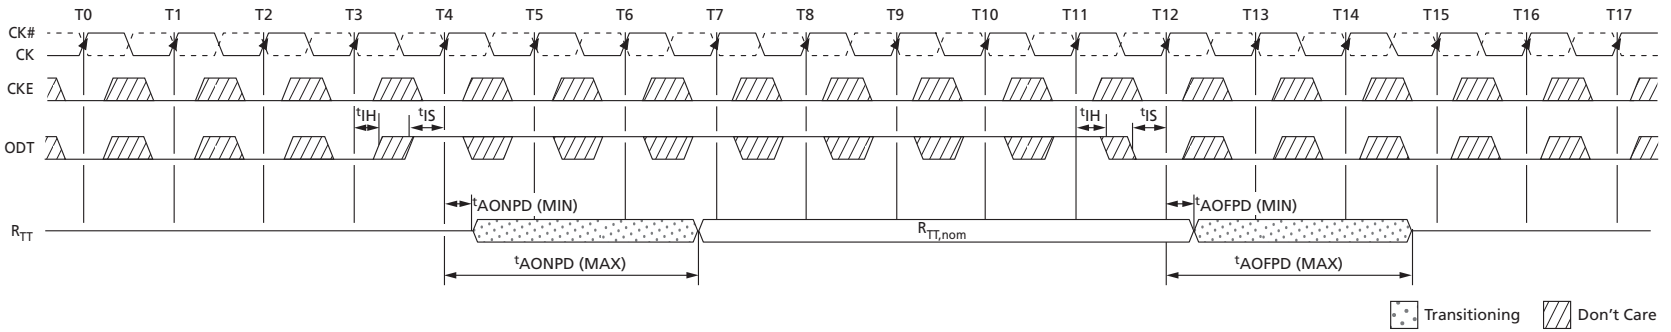 T0 T1 T2 T3 T4 T5 T6 T7 T8 T9 T10 T11 T12 T13 T14 T15 T16 T17
CK#
CK
CKE
tIH tIS tIH tIS
ODT
tAONPD (MIN) tAOFPD (MIN)
RTT RTT,nom
tAONPD (MAX) tAOFPD (MAX)
Transitioning Don't Care